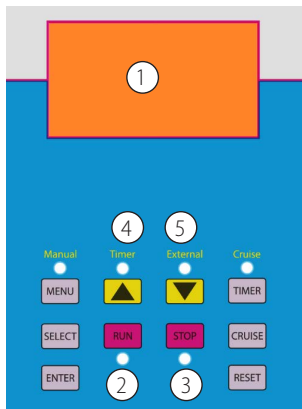 1
4 5
Manual Timer External Cruise
MENU TIMER
SELECT RUN STOP CRUISE
ENTER 2 3 RESET